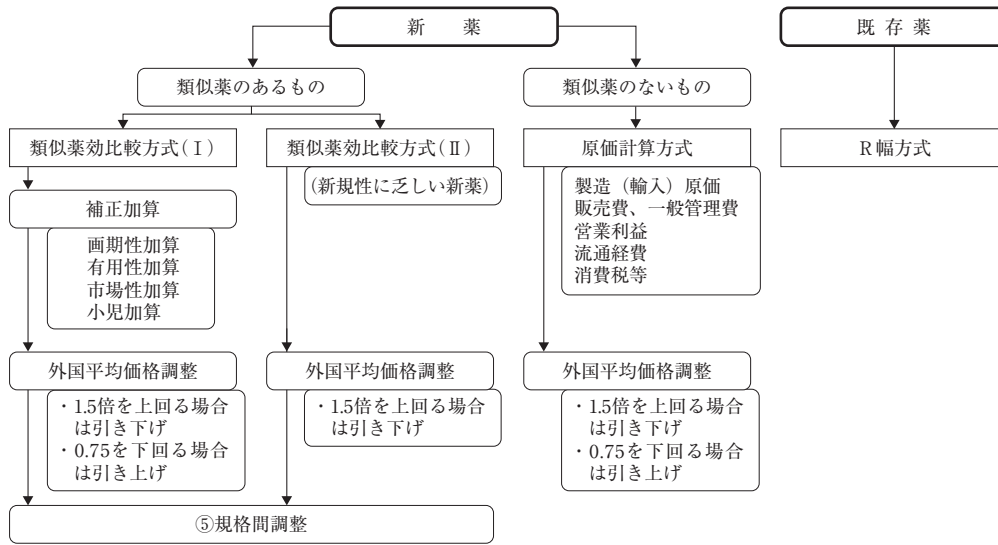 新　薬
既 存 薬
類似薬のあるもの
類似薬のないもの
類似薬効比較方式(Ⅰ)
類似薬効比較方式(Ⅱ)
原価計算方式
R幅方式
(新規性に乏しい新薬)
補正加算
画期性加算
有用性加算
市場性加算
小児加算
製造（輸入）原価
販売費、一般管理費
営業利益
流通経費
消費税等
外国平均価格調整
・1.5倍を上回る場合
は引き下げ
・0.75を下回る場合
は引き上げ
外国平均価格調整
・1.5倍を上回る場合
は引き下げ
外国平均価格調整
・1.5倍を上回る場合
は引き下げ
・0.75を下回る場合
は引き上げ
⑤規格間調整